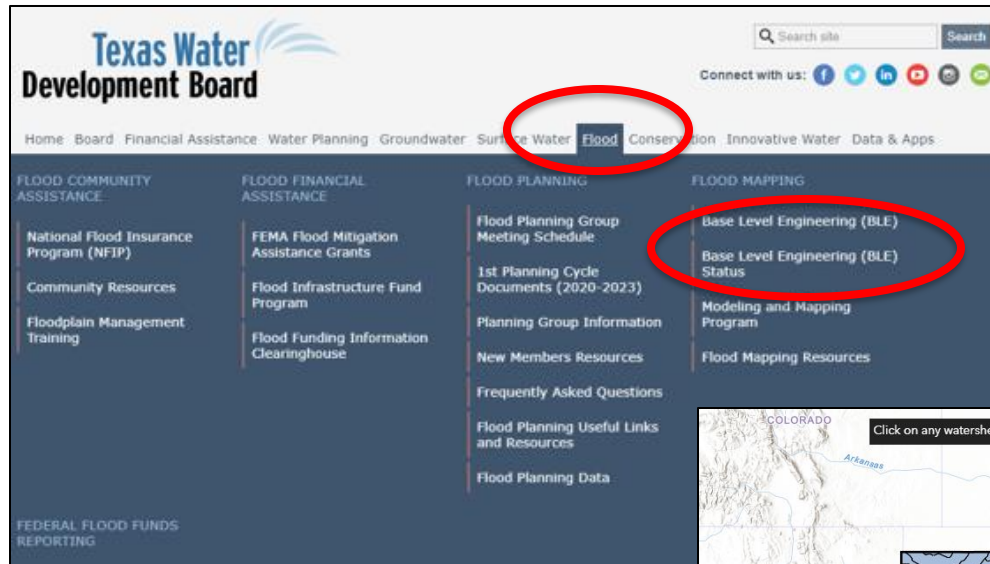 Texas Water
Development Board
Search site
Search
Connect with us:
Home Board Financial Assistance Water Planning Groundwater Surface Water Flood Conservation Innovative Water Data & Apps
FLOOD COMMUNITY
ASSISTANCE
National Flood Insurance
Program (NFIP)
Community Resources
Floodplain Management
Training
FLOOD FINANCIAL
ASSISTANCE
FEMA Flood Mitigation
Assistance Grants
Flood Infrastructure Fund
Program
Flood Funding Information
Clearinghouse
FLOOD PLANNING
Flood Planning Group
Meeting Schedule
1st Planning Cycle
Documents (2020-2023)
Planning Group Information
New Members Resources
Frequently Asked Questions
Flood Planning Useful Links
and Resources
Flood Planning Data
FLOOD MAPPING
Base Level Engineering (BLE)
Base Level Engineering (BLE)
Status
Modeling and Mapping
Program
Flood Mapping Resources
FEDERAL FLOOD FUNDS
REPORTING
COLORADO
Click on any watershe
Arkansas